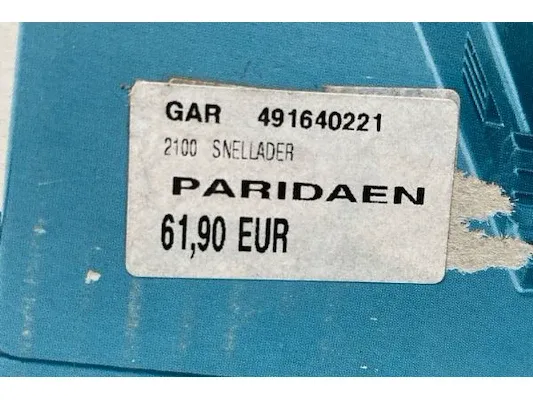 GAR 491640221
2100 SNELLADER
PARIDAEN
61,90 EUR